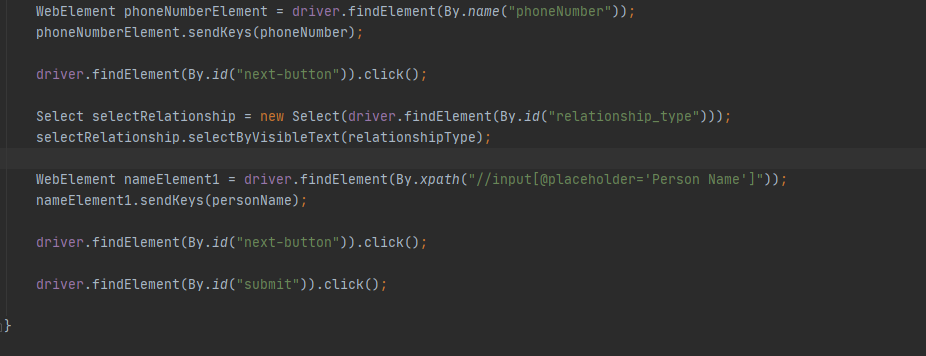 WebElement phoneNumberElement = driver.findElement(By.name("phoneNumber"));
phoneNumberElement.sendKeys(phoneNumber);
driver.findElement(By.id("next-button")).click();
Select selectRelationship = new Select(driver.findElement(By.id("relationship_type")));
selectRelationship.selectByVisibleText(relationshipType);
WebElement nameElement1 = driver.findElement(By.xpath("//input[@placeholder='Person Name']"));
nameElement1.sendKeys(personName);
driver.findElement(By.id("next-button")).click();
driver.findElement(By.id("submit")).click();
}